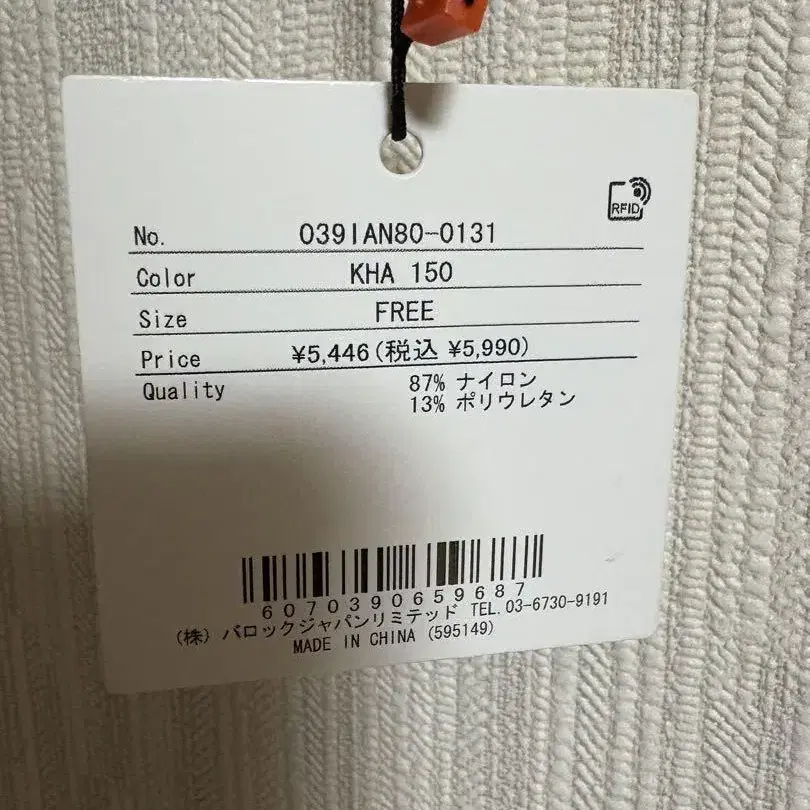 RFID
No. 039IAN80-0131
Color KHA 150
Size FREE
Price ¥5,446(税込 ¥5,990)
Quality 87% ナイロン
13% ポリウレタン
6070390659687
(株) バロックジャパンリミテッド TEL. 03-6730-9191
MADE IN CHINA (595149)